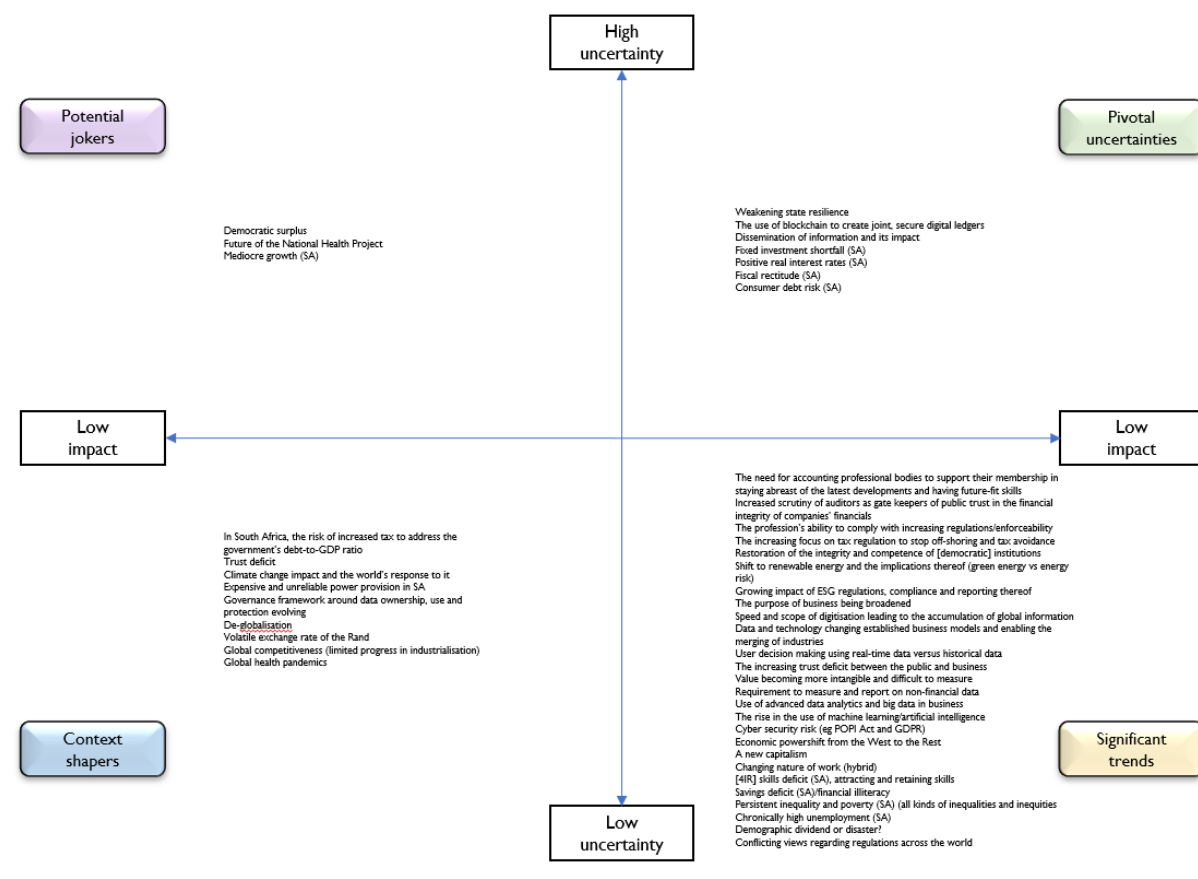 High
uncertainty
Potential
jokers
Pivotal
uncertainties
Democratic surplus
Future of the National Health Project
Mediocre growth (SA)
Weakening state resilience
The use of blockchain to create joint, secure digital ledgers
Dissemination of information and its impact
Fixed investment shortfall (SA)
Positive real interest rates (SA)
Fiscal rectitude (SA)
Consumer debt risk (SA)
Low
impact
Low
impact
In South Africa, the risk of increased tax to address the
government's debt-to-GDP ratio
Trust deficit
Climate change impact and the world's response to it
Expensive and unreliable power provision in SA
Governance framework around data ownership, use and
protection evolving
De-globalisation
Volatile exchange rate of the Rand
Global competitiveness (limited progress in industrialisation)
Global health pandemics
The need for accounting professional bodies to support their membership in
staying abreast of the latest developments and having future-fit skills
Increased scrutiny of auditors as gate keepers of public trust in the financial
integrity of companies' financials
The profession's ability to comply with increasing regulations/enforceability
The increasing focus on tax regulation to stop off-shoring and tax avoidance
Restoration of the integrity and competence of [democratic] institutions
Shift to renewable energy and the implications thereof (green energy vs energy
risk)
Growing impact of ESG regulations, compliance and reporting thereof
The purpose of business being broadened
Speed and scope of digitisation leading to the accumulation of global information
Data and technology changing established business models and enabling the
merging of industries
User decision making using real-time data versus historical data
The increasing trust deficit between the public and business
Value becoming more intangible and difficult to measure
Requirement to measure and report on non-financial data
Use of advanced data analytics and big data in business
The rise in the use of machine learning/artificial intelligence
Cyber security risk (eg POPI Act and GDPR)
Economic powershift from the West to the Rest
A new capitalism
Changing nature of work (hybrid)
[4IR] skills deficit (SA), attracting and retaining skills
Savings deficit (SA)/financial illiteracy
Persistent inequality and poverty (SA) (all kinds of inequalities and inequities
Chronically high unemployment (SA)
Demographic dividend or disaster?
Conflicting views regarding regulations across the world
Context
shapers
Significant
trends
Low
uncertainty